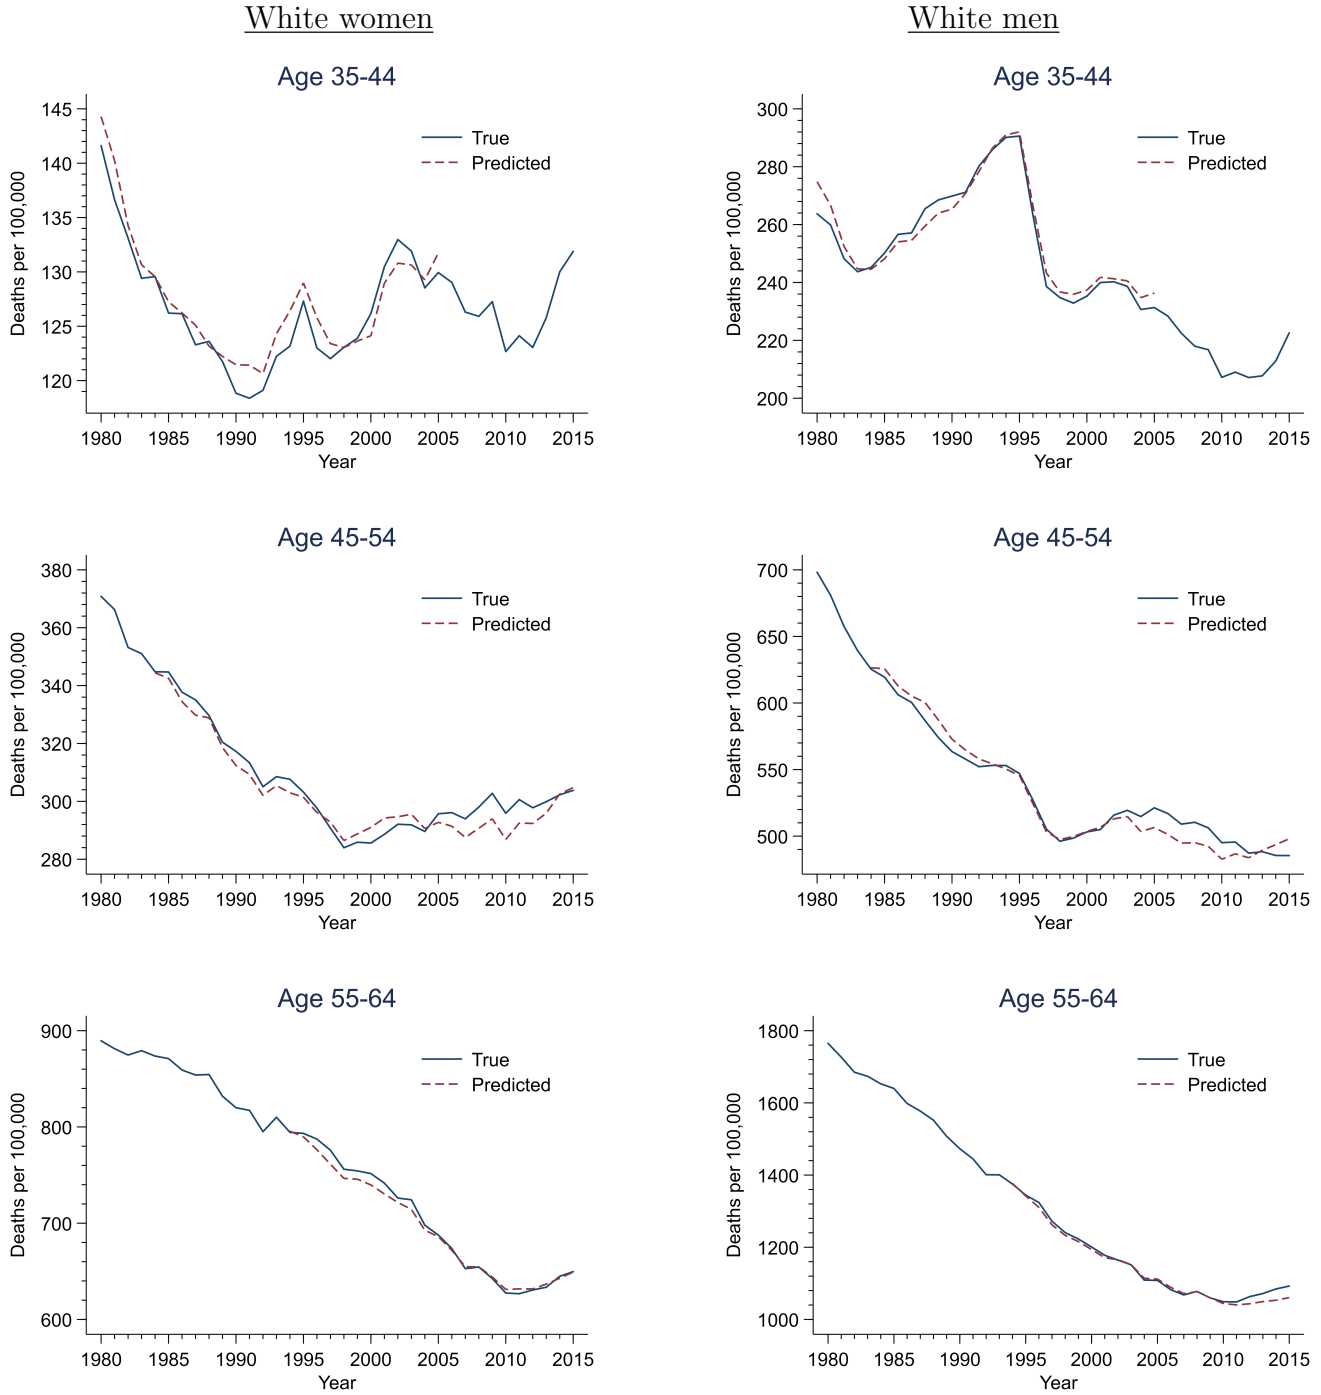 White women
White men
Age 35-44
145
140
135
130
125
120
Deaths per 100,000
True
Predicted
1980 1985 1990 1995 2000 2005 2010 2015
Year
Age 35-44
300
280
260
240
220
200
Deaths per 100,000
True
Predicted
1980 1985 1990 1995 2000 2005 2010 2015
Year
Age 45-54
380
360
340
320
300
280
Deaths per 100,000
True
Predicted
1980 1985 1990 1995 2000 2005 2010 2015
Year
Age 45-54
700
650
600
550
500
Deaths per 100,000
True
Predicted
1980 1985 1990 1995 2000 2005 2010 2015
Year
Age 55-64
900
800
700
600
Deaths per 100,000
True
Predicted
1980 1985 1990 1995 2000 2005 2010 2015
Year
Age 55-64
1800
1600
1400
1200
1000
Deaths per 100,000
True
Predicted
1980 1985 1990 1995 2000 2005 2010 2015
Year